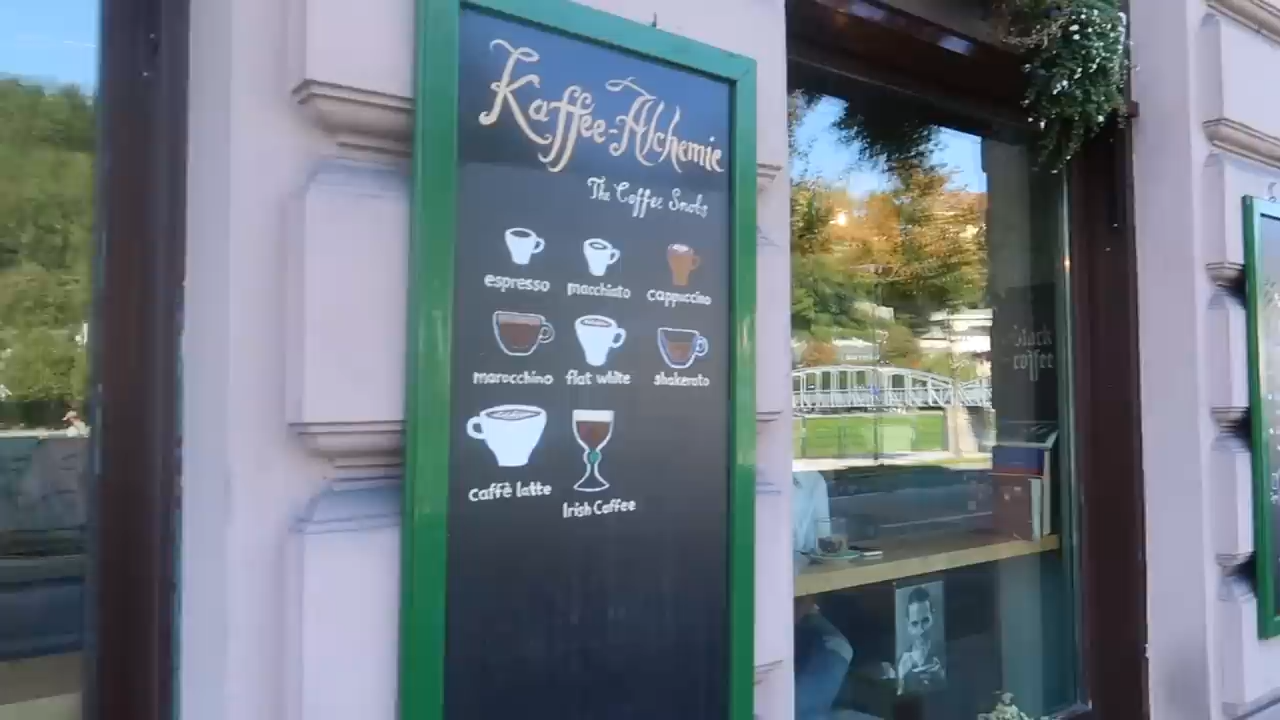 Kaffee-Alchemie
The Coffee Snobs
espresso macchiato cappuccino
marocchino flat white shakerato
caffè latte Irish Coffee
black
coffee